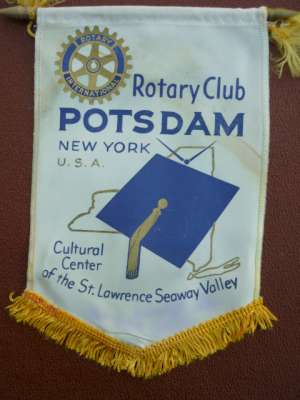 ROTARY
INTERNATIONAL
Rotary Club
POTSDAM
NEW YORK
U.S.A.
Cultural
Center
of the St. Lawrence Seaway Valley